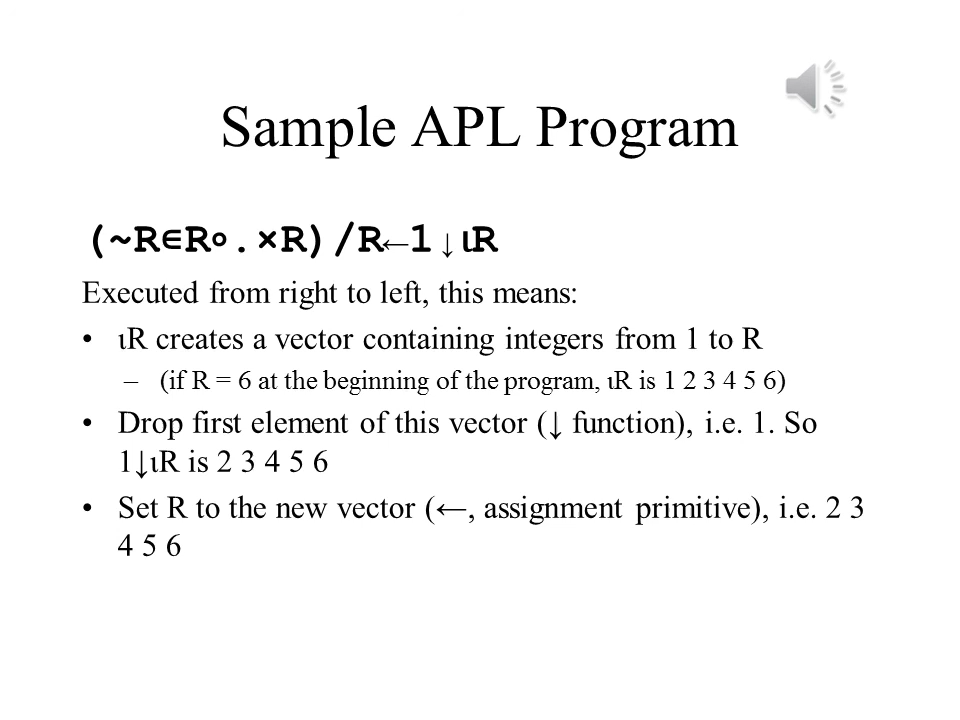 Sample APL Program
(~R∊R∘.×R)/R←1↓ιR
Executed from right to left, this means:
• ιR creates a vector containing integers from 1 to R
– (if R = 6 at the beginning of the program, ιR is 1 2 3 4 5 6)
• Drop first element of this vector (↓ function), i.e. 1. So
1↓ιR is 2 3 4 5 6
• Set R to the new vector (←, assignment primitive), i.e. 2 3
4 5 6